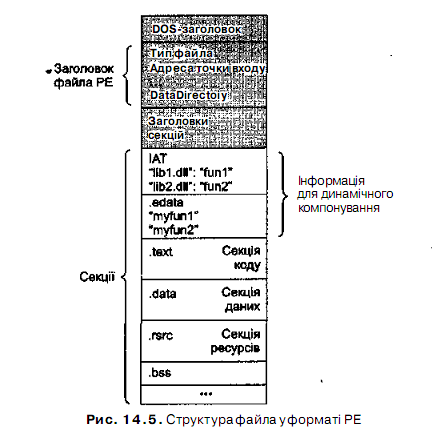 DOS-заголовок
Заголовок
файла PE
Тип файла
Адреса точки входу
...
DataDirectoiy
Заголовки
секцій
IAT
"lib1.dll": "fun1"
"lib2.dll": "fun2"
.edata
"myfun1"
"myfun2"
Інформація
для динамічного
компонування
Секції
.text Секція
коду
.data Секція
даних
.rsrc Секція
ресурсів
.bss
...
Рис. 14.5. Структура файла у форматі PE